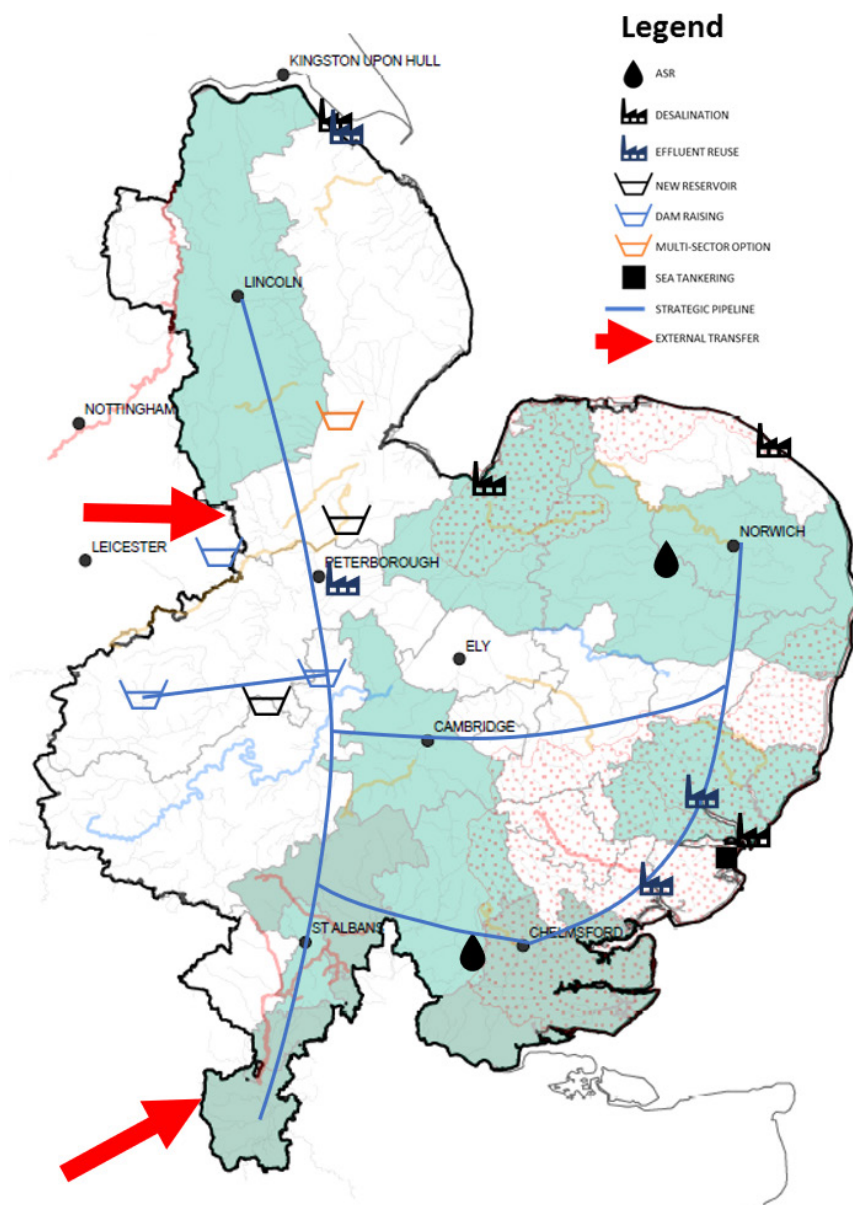 Legend
ASR
DESALINATION
EFFLUENT REUSE
NEW RESERVOIR
DAM RAISING
MULTI-SECTOR OPTION
SEA TANKERING
STRATEGIC PIPELINE
EXTERNAL TRANSFER
KINGSTON UPON HULL
LINCOLN
NOTTINGHAM
LEICESTER
PETERBOROUGH
NORWICH
ELY
CAMBRIDGE
ST ALBANS
CHELMSFORD